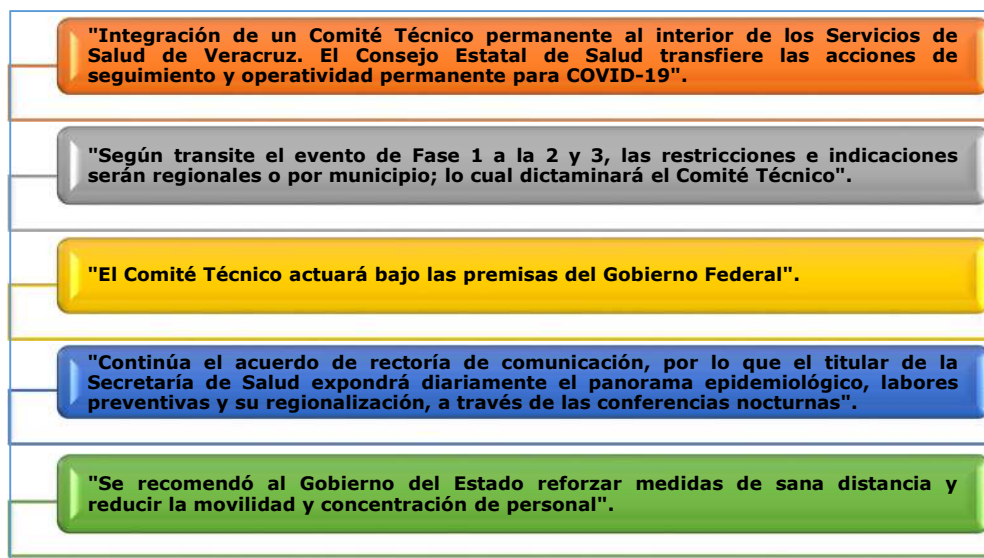 "Integración de un Comité Técnico permanente al interior de los Servicios de
Salud de Veracruz. El Consejo Estatal de Salud transfiere las acciones de
seguimiento y operatividad permanente para COVID-19".
"Según transite el evento de Fase 1 a la 2 y 3, las restricciones e indicaciones
serán regionales o por municipio; lo cual dictaminará el Comité Técnico".
"El Comité Técnico actuará bajo las premisas del Gobierno Federal".
"Continúa el acuerdo de rectoría de comunicación, por lo que el titular de la
Secretaría de Salud expondrá diariamente el panorama epidemiológico, labores
preventivas y su regionalización, a través de las conferencias nocturnas".
"Se recomendó al Gobierno del Estado reforzar medidas de sana distancia y
reducir la movilidad y concentración de personal".